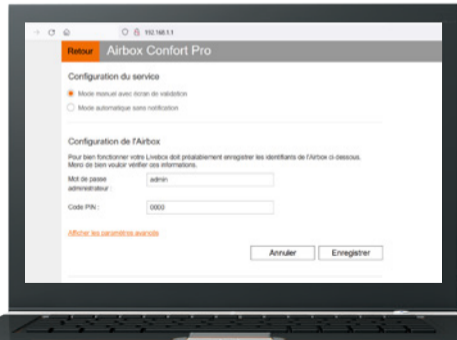 192.168.1.1
Retour Airbox Confort Pro
Configuration du service
Mode manuel avec écran de validation
Mode automatique sans notification
Configuration de l'Airbox
Pour bien fonctionner votre Livebox doit préalablement enregistrer les identifiants de l'Airbox ci-dessous.
Merci de bien vouloir vérifier ces informations.
Mot de passe admin
administrateur :
Code PIN : 0000
Afficher les paramètres avancés
Annuler Enregistrer